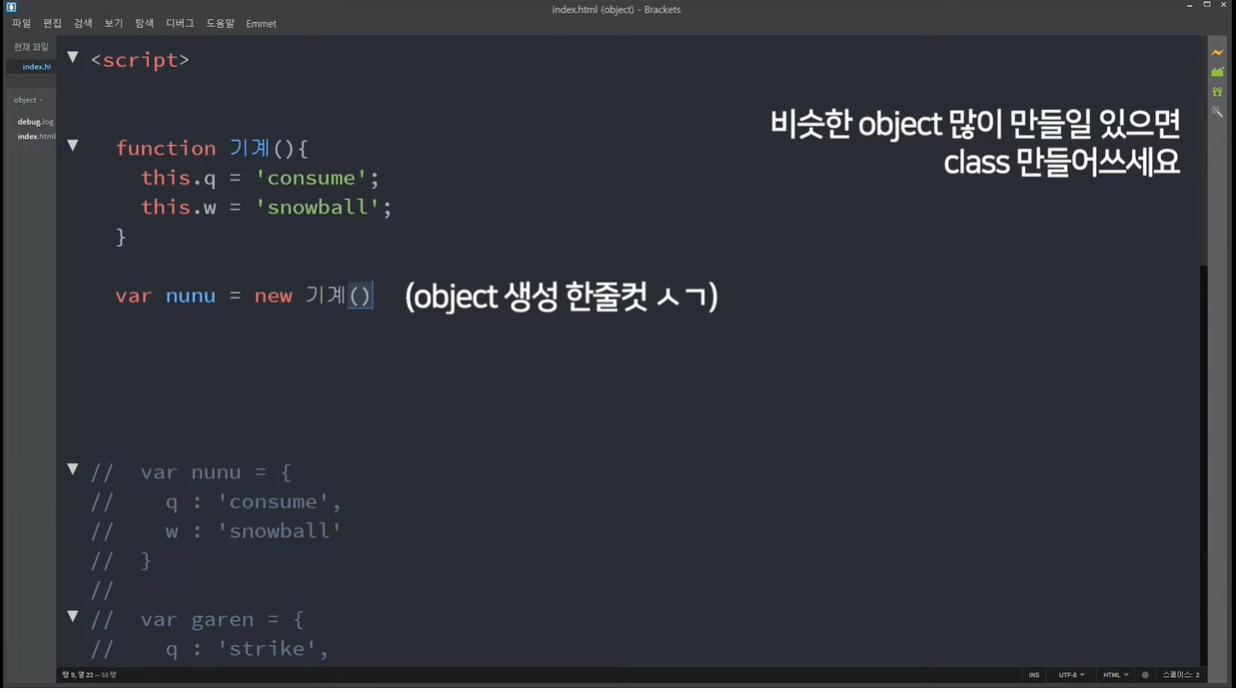 index.html (object) - Brackets
파일 편집 검색 보기 탐색 디버그 도움말 Emmet
현재 파일
index.ht
object
debug.log
index.html
<script>
비슷한 object 많이 만들일 있으면
class 만들어쓰세요
function 기계(){
this.q = 'consume';
this.w = 'snowball';
}
var nunu = new 기계()
(object 생성 한줄컷 ㅅㄱ)
// var nunu = {
// q : 'consume',
// w : 'snowball'
// }
//
// var garen = {
// q : 'strike',
행 9, 열 22 — 58 행
INS UTF-8 HTML 스페이스: 2